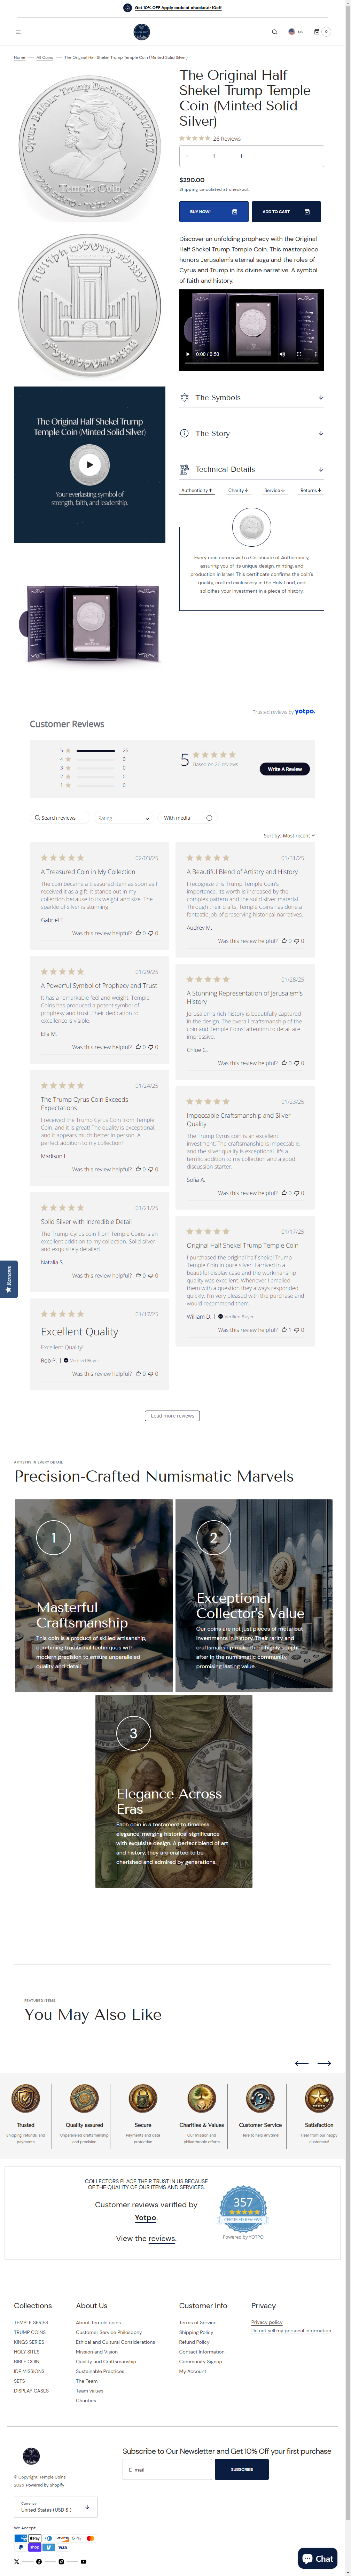 Get 10% OFF Apply code at checkout: 10off
US
0
Home
All Coins
The Original Half Shekel Trump Temple Coin (Minted Solid Silver)
The Original Half
Shekel Trump Temple
Coin (Minted Solid
Silver)
26 Reviews
1
$290.00
Shipping calculated at checkout.
BUY NOW!
ADD TO CART
Discover an unfolding prophecy with the Original
Half Shekel Trump Temple Coin. This masterpiece
honors Jerusalem's eternal saga and the roles of
Cyrus and Trump in its divine narrative. A symbol
of faith and history.
0:00 / 0:50
The Original Half Shekel Trump
Temple Coin (Minted Solid Silver)
Your everlasting symbol of
strength, faith, and leadership.
The Symbols
The Story
Technical Details
Authenticity
Charity
Service
Returns
Every coin comes with a Certificate of Authenticity,
assuring you of its unique design, minting, and
production in Israel. This certificate confirms the coin's
quality, cultural connection to the Holy Land, and
solidifies your investment in a piece of history.
Trusted reviews by yotpo.
Customer Reviews
5 26
4 0
3 0
2 0
1 0
5
Based on 26 reviews
Write A Review
Search reviews
Rating
With media
Sort by: Most recent
02/03/25
A Treasured Coin in My Collection
The coin became a treasured item as soon as I
received it as a gift. It stands out in my
collection because to its weight and size. The
sparkle of silver is stunning.
Gabriel T.
Was this review helpful? 0 0
01/31/25
A Beautiful Blend of Artistry and History
I recognize this Trump Temple Coin's
importance. Its worth is increased by the
complex pattern and the solid silver material.
Through their crafts, Temple Coins has done a
fantastic job of preserving historical narratives.
Audrey M.
Was this review helpful? 0 0
01/29/25
A Powerful Symbol of Prophecy and Trust
It has a remarkable feel and weight. Temple
Coins has produced a potent symbol of
prophecy and trust. Their dedication to
excellence is visible.
Ella M.
Was this review helpful? 0 0
01/28/25
A Stunning Representation of Jerusalem's
History
Jerusalem's rich history is beautifully captured
in the design. The overall craftsmanship of the
coin and Temple Coins' attention to detail are
impressive.
Chloe G.
Was this review helpful? 0 0
01/24/25
The Trump Cyrus Coin Exceeds
Expectations
I received the Trump Cyrus Coin from Temple
Coin, and it is great! The quality is exceptional,
and it appears much better in person. A
perfect addition to my collection!
Madison L.
Was this review helpful? 0 0
01/23/25
Impeccable Craftsmanship and Silver
Quality
The Trump Cyrus Coin is an excellent
investment. The craftsmanship is impeccable,
and the silver quality is exceptional. It's a
terrific addition to my collection and a good
discussion starter.
Sofia A.
Was this review helpful? 0 0
01/21/25
Solid Silver with Incredible Detail
The Trump Cyrus coin from Temple Coins is an
excellent addition to my collection. Solid silver
and exquisitely detailed.
Natalia S.
Was this review helpful? 0 0
01/17/25
Original Half Shekel Trump Temple Coin
I purchased the original half shekel Trump
Temple Coin in pure silver. I arrived in a
beautiful display case and the workmanship
quality was excellent. Whenever I emailed
them with a question they always responded
quickly. I'm very pleased with the purchase and
would recommend them.
William D. Verified Buyer
Was this review helpful? 1 0
01/17/25
Excellent Quality
Excellent Quality!
Rob P. Verified Buyer
Was this review helpful? 0 0
Reviews
Load more reviews
ARTISTRY IN EVERY DETAIL
Precision-Crafted Numismatic Marvels
1
Masterful
Craftsmanship
This coin is a product of skilled artisanship,
combining traditional techniques with
modern precision to ensure unparalleled
quality and detail.
2
Exceptional
Collector's Value
Our coins are not just pieces of metal but
investments in history. Their rarity and
craftsmanship make them highly sought-
after in the numismatic community,
promising lasting value.
3
Elegance Across
Eras
Each coin is a testament to timeless
elegance, merging historical significance
with exquisite design. A perfect blend of art
and history, they are crafted to be
cherished and admired by generations.
FEATURED ITEMS
You May Also Like
Trusted
Shipping, refunds, and
payments
Quality assured
Unparalleled craftsmanship
and precision
Secure
Payments and data
protection
Charities & Values
Our mission and
philanthropic efforts
Customer Service
Here to help anytime!
Satisfaction
Hear from our happy
customers!
COLLECTORS PLACE THEIR TRUST IN US BECAUSE
OF THE QUALITY OF OUR ITEMS AND SERVICES.
Customer reviews verified by
Yotpo.
View the reviews.
357
CERTIFIED REVIEWS
Powered by YOTPO
Collections
TEMPLE SERIES
TRUMP COINS
KINGS SERIES
HOLY SITES
BIBLE COIN
IDF MISSIONS
SETS
DISPLAY CASES
About Us
About Temple coins
Customer Service Philosophy
Ethical and Cultural Considerations
Mission and Vision
Quality and Craftsmanship
Sustainable Practices
The Team
Team values
Charities
Customer Info
Terms of Service
Shipping Policy
Refund Policy
Contact Information
Community Signup
My Account
Privacy
Privacy policy
Do not sell my personal information
© Copyright, Temple Coins
2025 Powered by Shopify
Subscribe to Our Newsletter and Get 10% Off your first purchase
E-mail
SUBSCRIBE
Currency
United States (USD $ )
We Accept
Chat